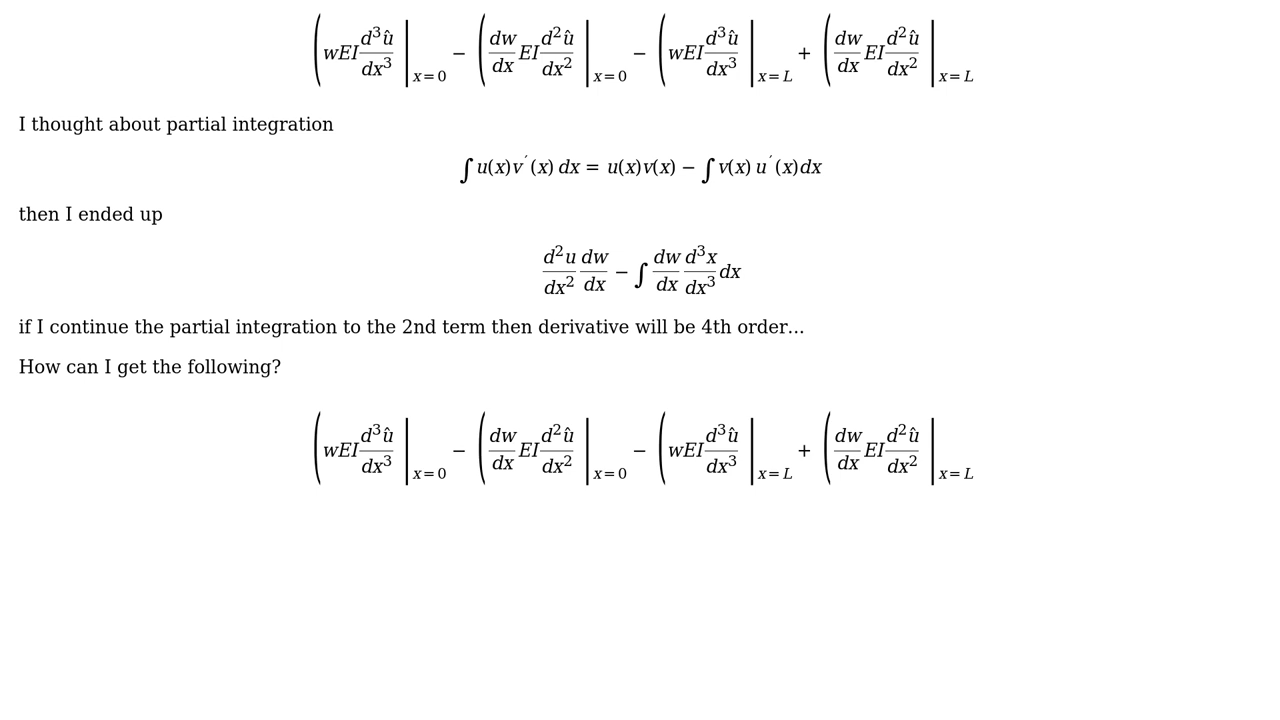 ( wEI d³û/dx³ |ₓ₌₀ − ( dw/dx EI d²û/dx² |ₓ₌₀ − ( wEI d³û/dx³ |ₓ₌L + ( dw/dx EI d²û/dx² |ₓ₌L
I thought about partial integration
∫ u(x)v′(x) dx = u(x)v(x) − ∫ v(x) u′(x)dx
then I ended up
d²u/dx² dw/dx − ∫ dw/dx d³x/dx³ dx
if I continue the partial integration to the 2nd term then derivative will be 4th order...
How can I get the following?
( wEI d³û/dx³ |ₓ₌₀ − ( dw/dx EI d²û/dx² |ₓ₌₀ − ( wEI d³û/dx³ |ₓ₌L + ( dw/dx EI d²û/dx² |ₓ₌L